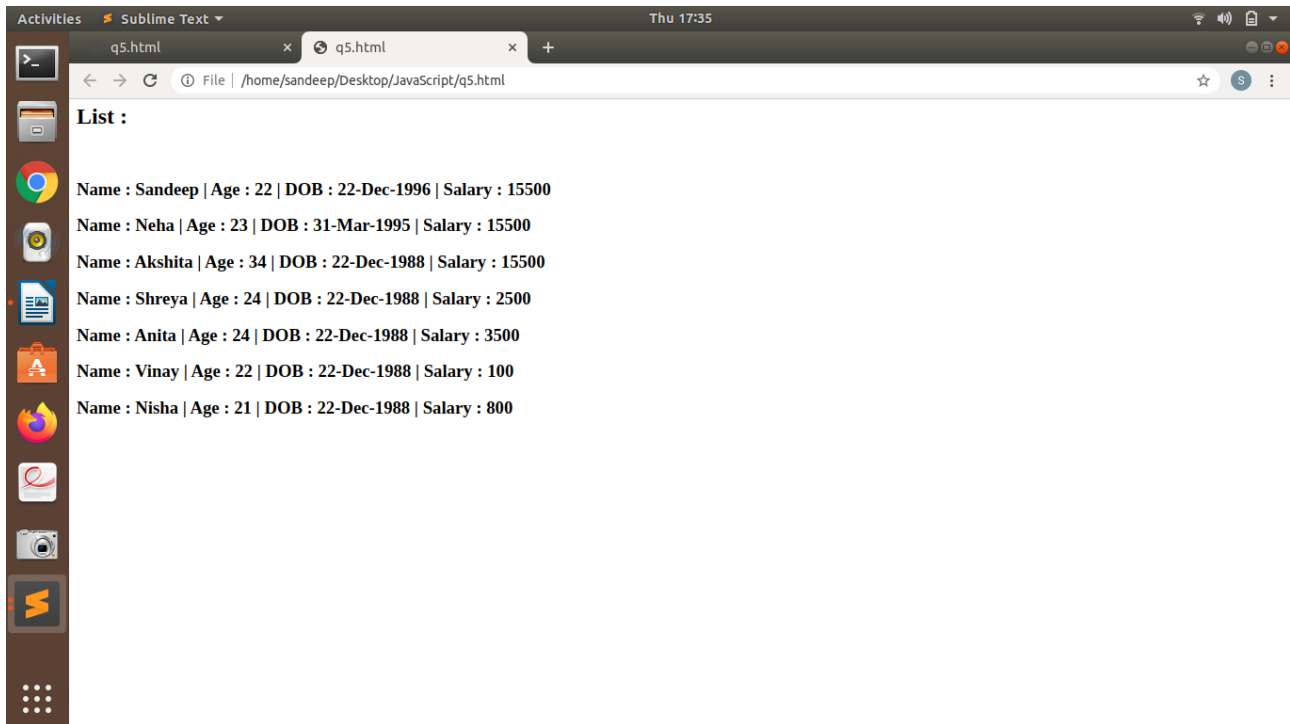 Activities Sublime Text Thu 17:35
q5.html × q5.html × +
File | /home/sandeep/Desktop/JavaScript/q5.html S
List :
Name : Sandeep | Age : 22 | DOB : 22-Dec-1996 | Salary : 15500
Name : Neha | Age : 23 | DOB : 31-Mar-1995 | Salary : 15500
Name : Akshita | Age : 34 | DOB : 22-Dec-1988 | Salary : 15500
Name : Shreya | Age : 24 | DOB : 22-Dec-1988 | Salary : 2500
Name : Anita | Age : 24 | DOB : 22-Dec-1988 | Salary : 3500
Name : Vinay | Age : 22 | DOB : 22-Dec-1988 | Salary : 100
Name : Nisha | Age : 21 | DOB : 22-Dec-1988 | Salary : 800